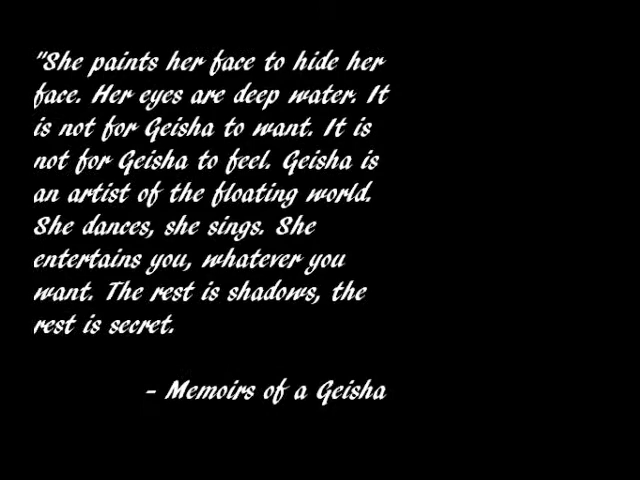 "She paints her face to hide her
face. Her eyes are deep water. It
is not for Geisha to want. It is
not for Geisha to feel. Geisha is
an artist of the floating world.
She dances, she sings. She
entertains you, whatever you
want. The rest is shadows, the
rest is secret.
- Memoirs of a Geisha